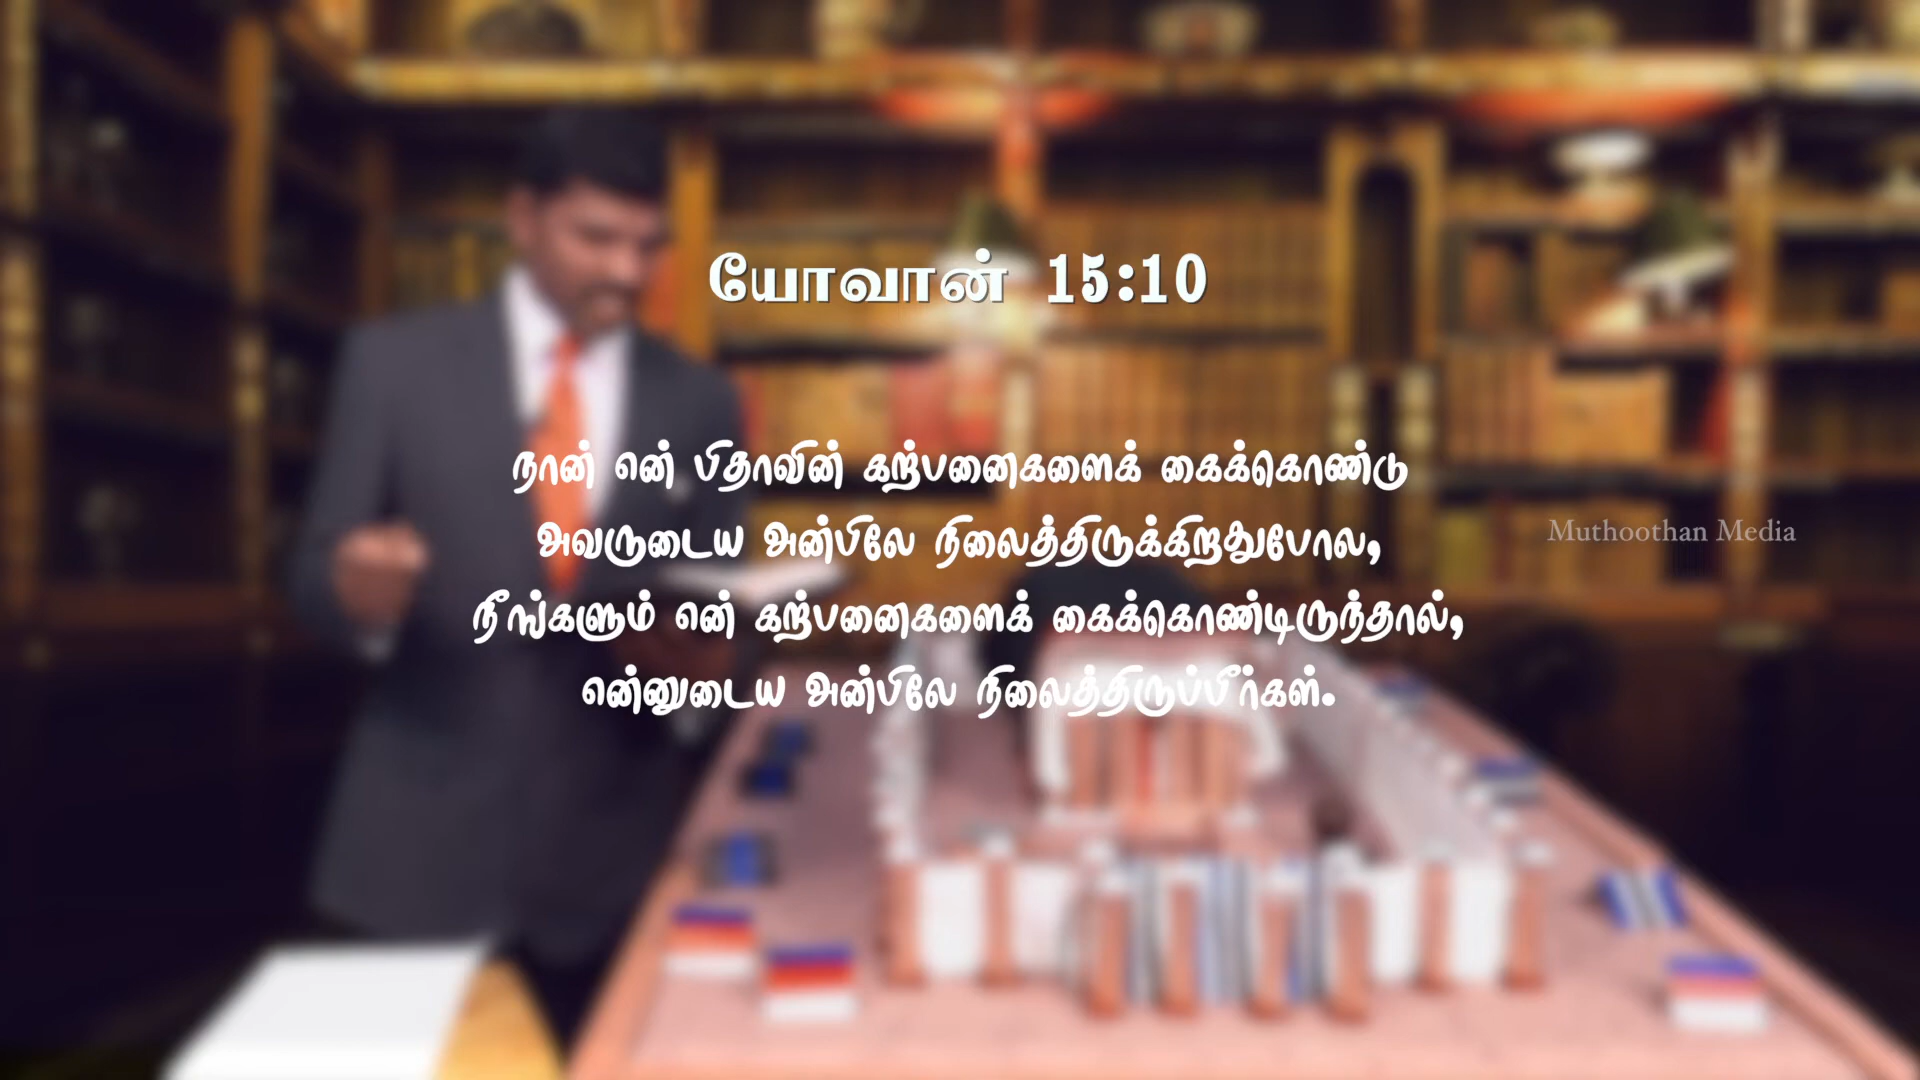 யோவான் 15:10
நான் என் பிதாவின் கற்பனைகளைக் கைக்கொண்டு
அவருடைய அன்பிலே நிலைத்திருக்கிறதுபோல,
Muthoothan Media
நீங்களும் என் கற்பனைகளைக் கைக்கொண்டிருந்தால்,
என்னுடைய அன்பிலே நிலைத்திருப்பீர்கள்.